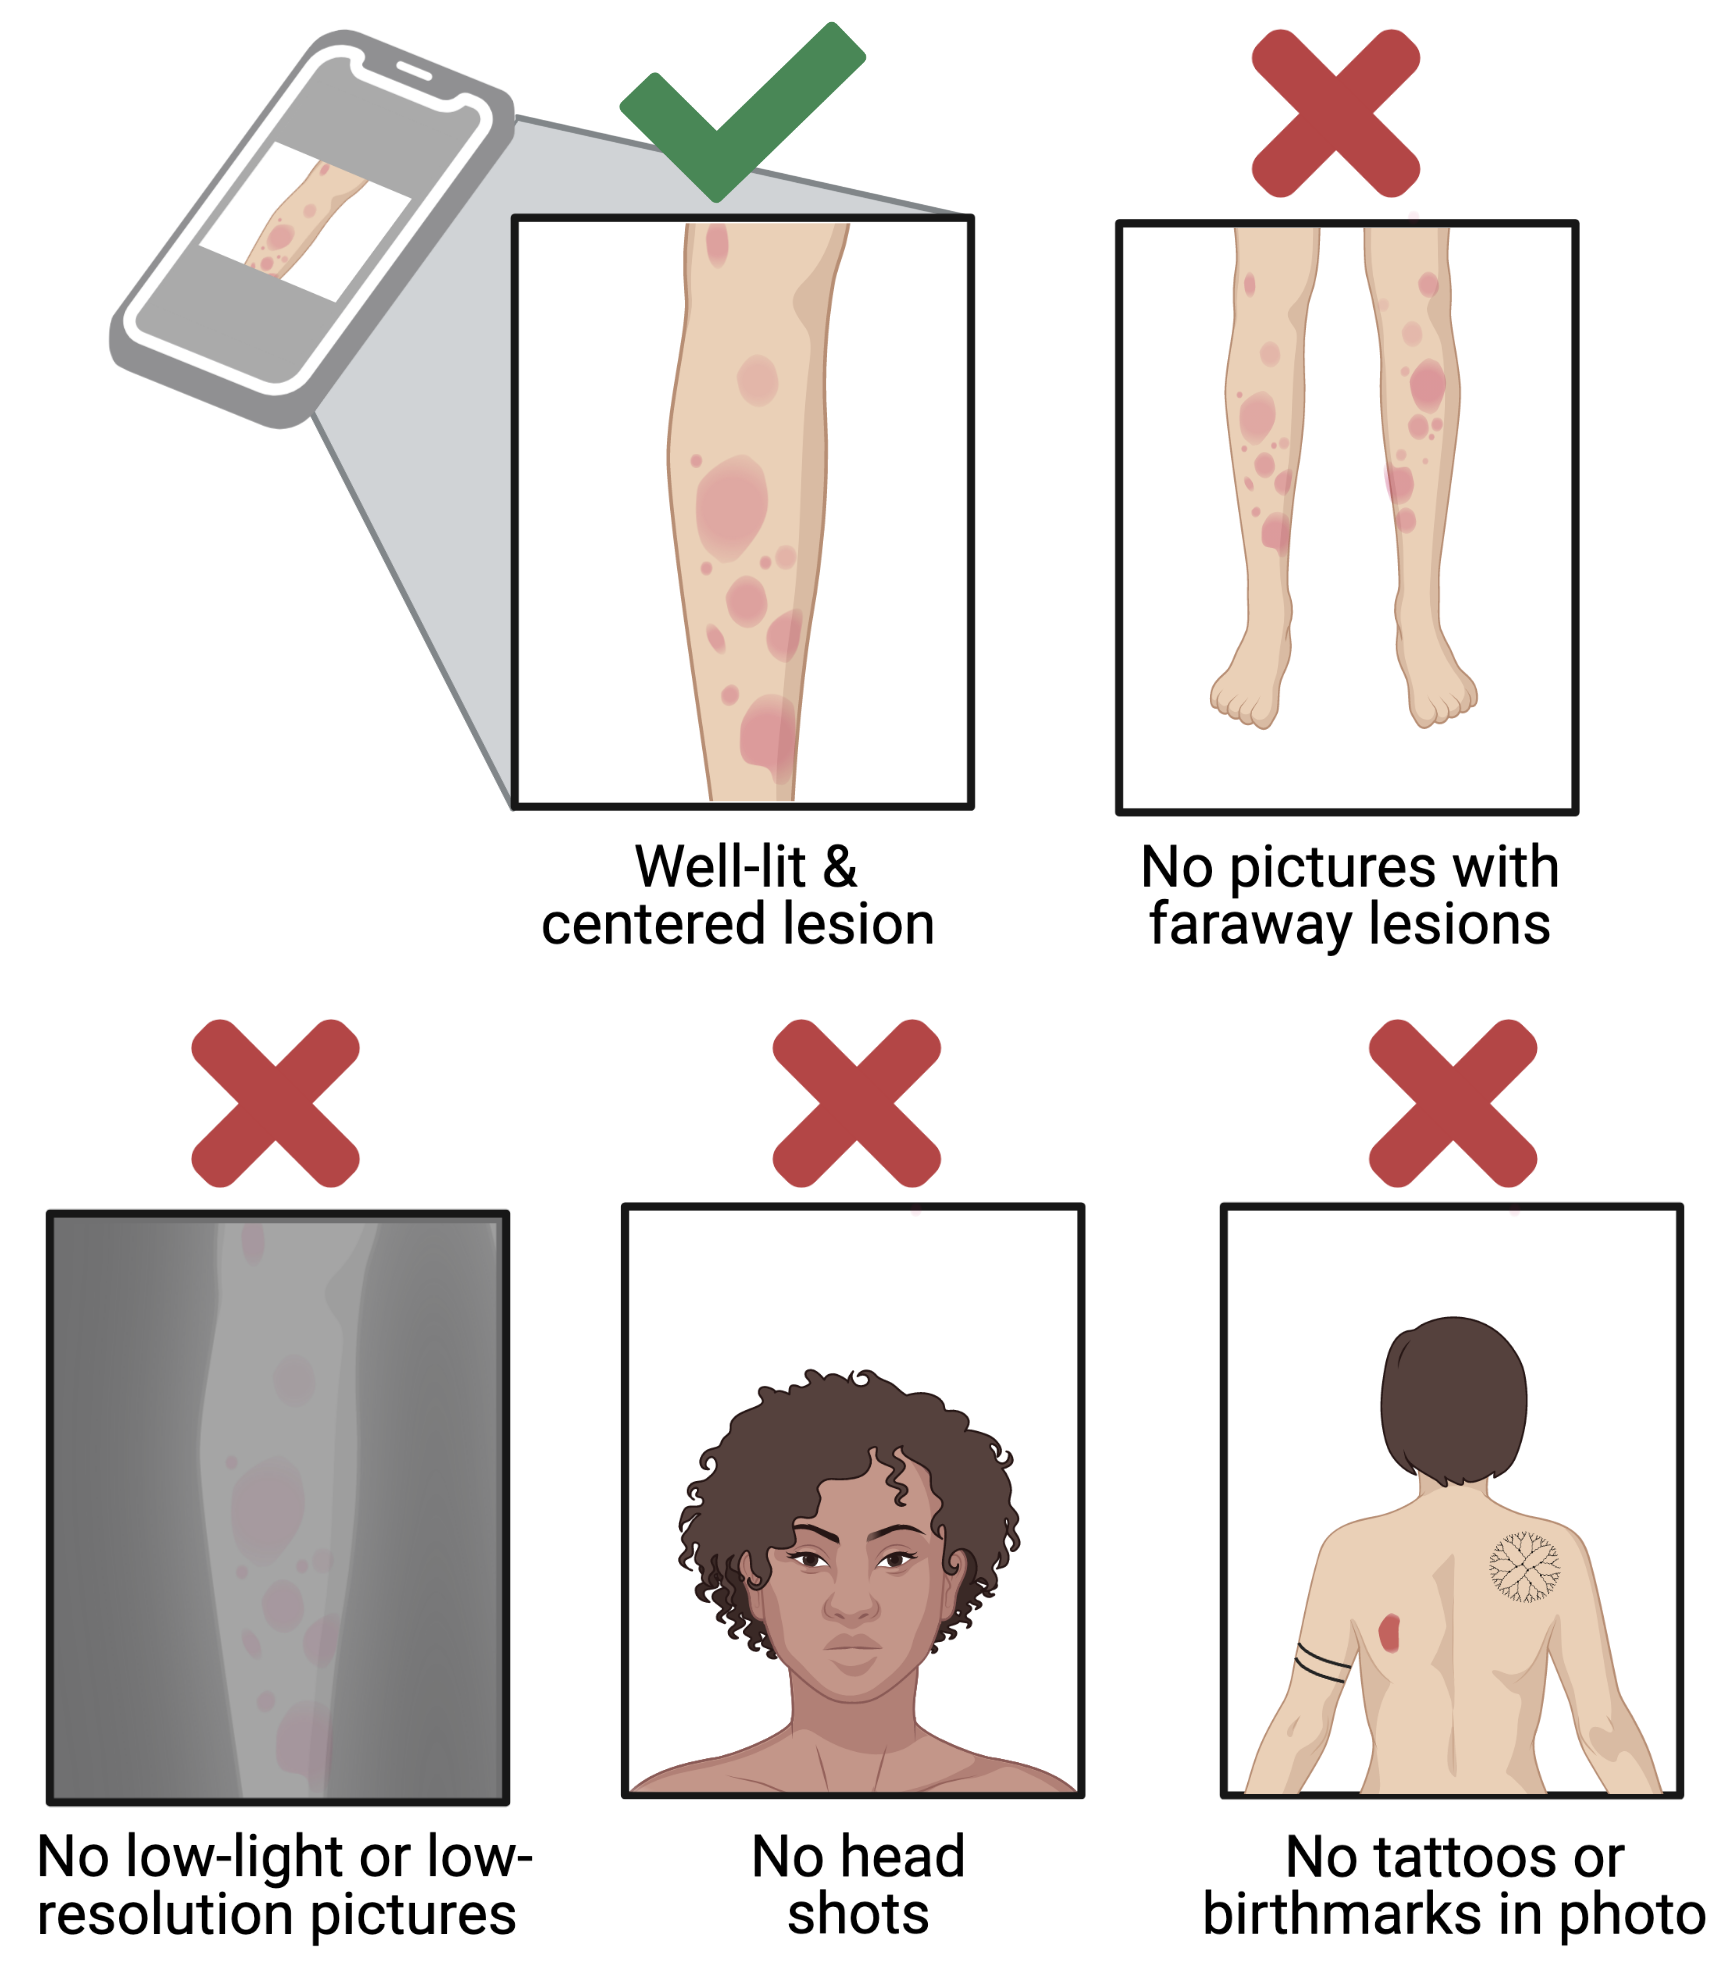 Well-lit &
centered lesion
No pictures with
faraway lesions
No low-light or low-
resolution pictures
No head
shots
No tattoos or
birthmarks in photo